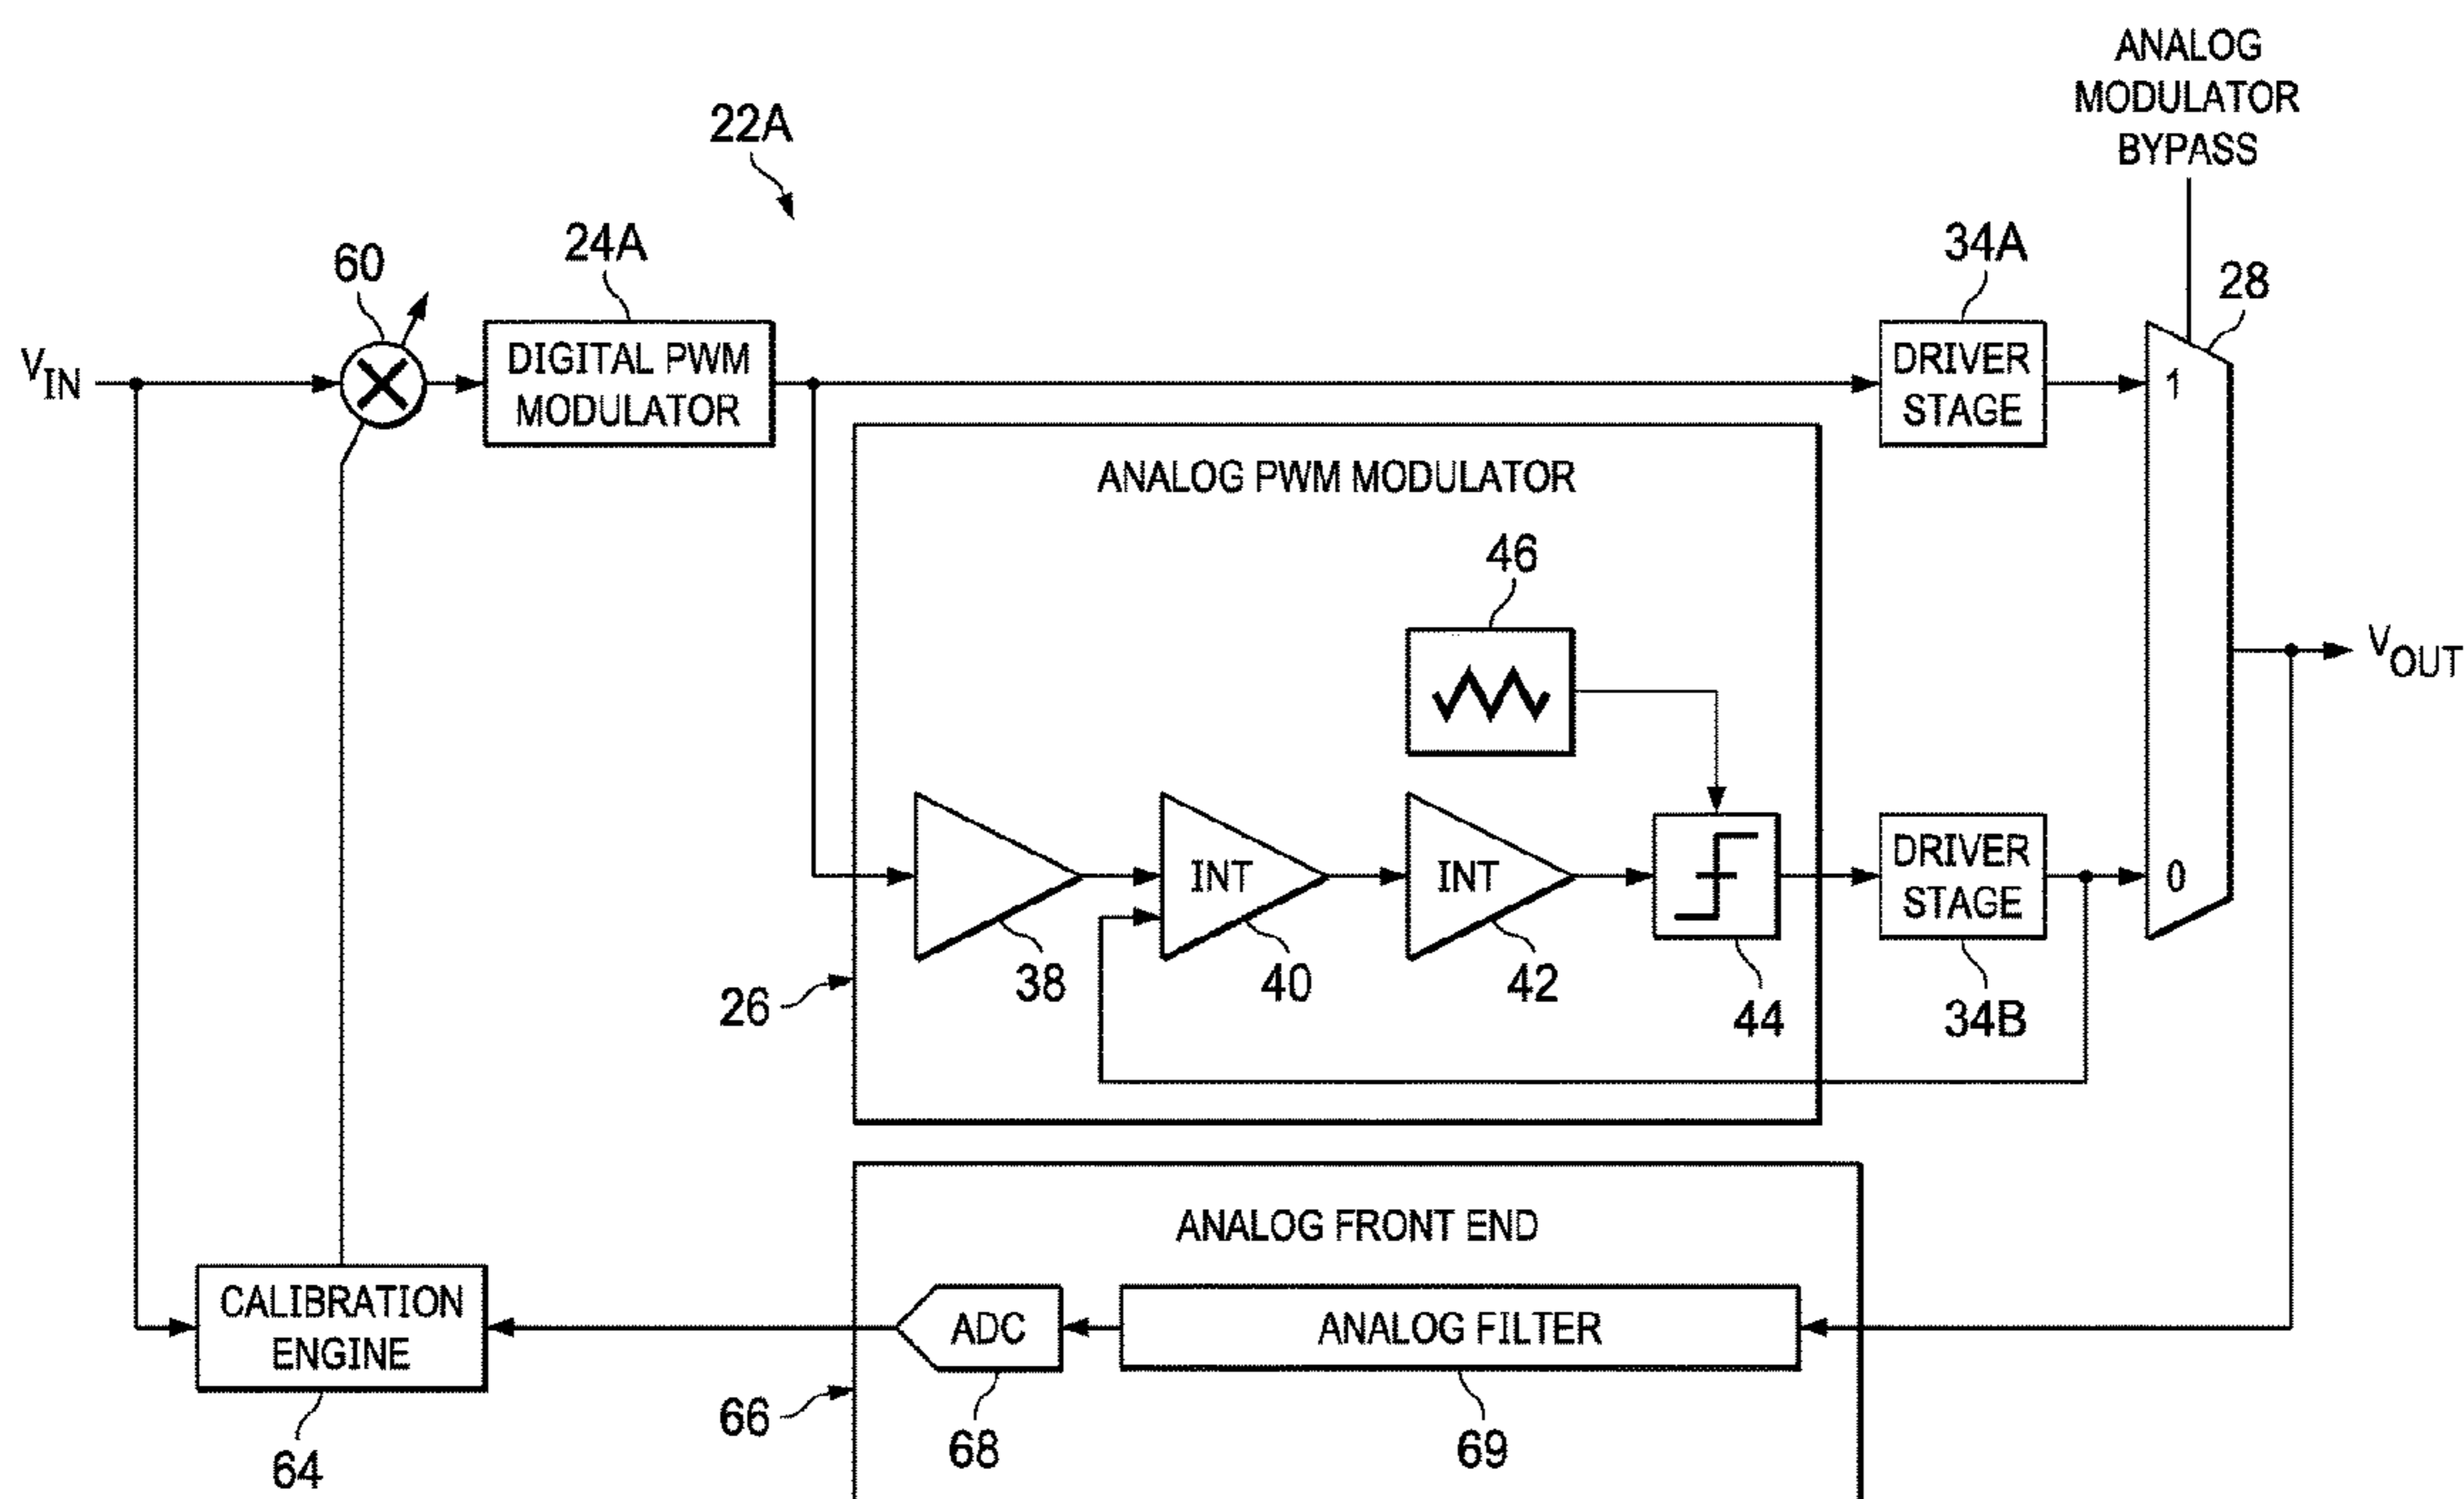 ANALOG
MODULATOR
BYPASS
22A
60
24A
34A
28
VIN
DIGITAL PWM
MODULATOR
DRIVER
STAGE
1
ANALOG PWM MODULATOR
46
VOUT
INT
INT
DRIVER
STAGE
0
38
40
42
44
34B
26
ANALOG FRONT END
CALIBRATION
ENGINE
ADC
ANALOG FILTER
66
68
69
64